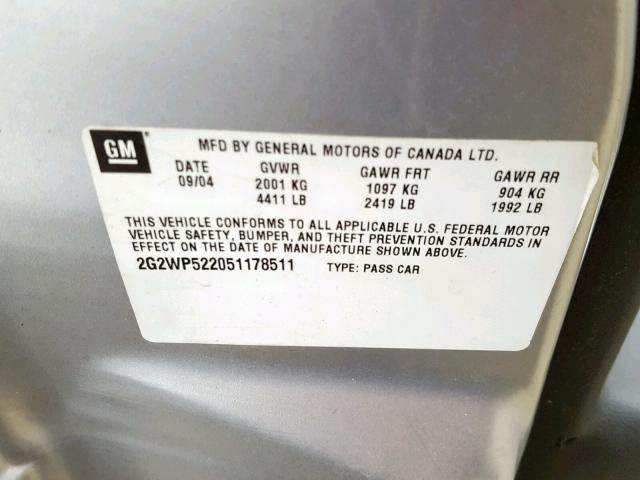 GM
MFD BY GENERAL MOTORS OF CANADA LTD.
DATE GVWR GAWR FRT GAWR RR
09/04 2001 KG 1097 KG 904 KG
4411 LB 2419 LB 1992 LB
THIS VEHICLE CONFORMS TO ALL APPLICABLE U.S. FEDERAL MOTOR
VEHICLE SAFETY, BUMPER, AND THEFT PREVENTION STANDARDS IN
EFFECT ON THE DATE OF MANUFACTURE SHOWN ABOVE.
2G2WP522051178511 TYPE: PASS CAR